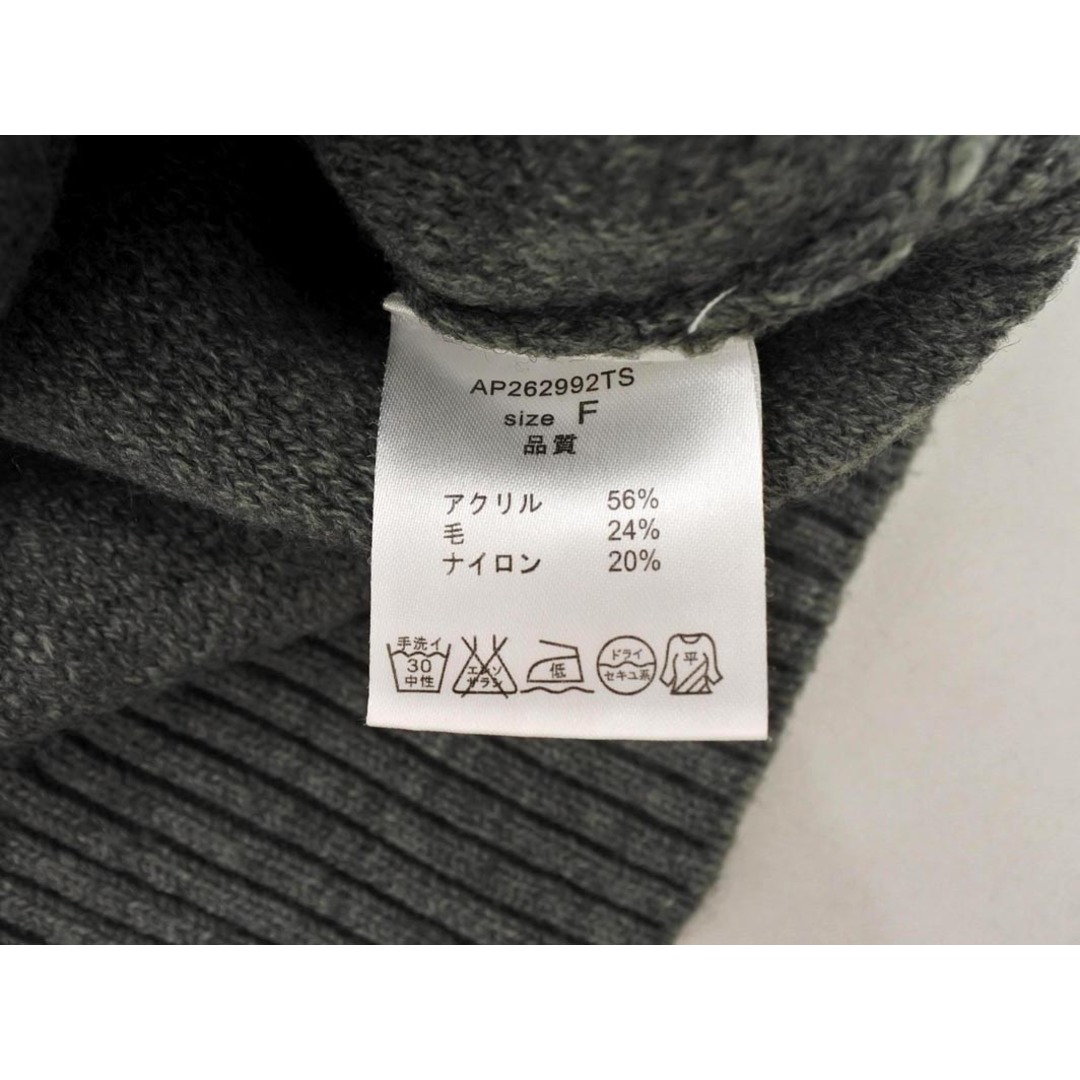 AP262992TS
size F
品質
アクリル 56%
毛 24%
ナイロン 20%
手洗イ
30
中性
エンソ
サラシ
低
ドライ
セキユ系
平